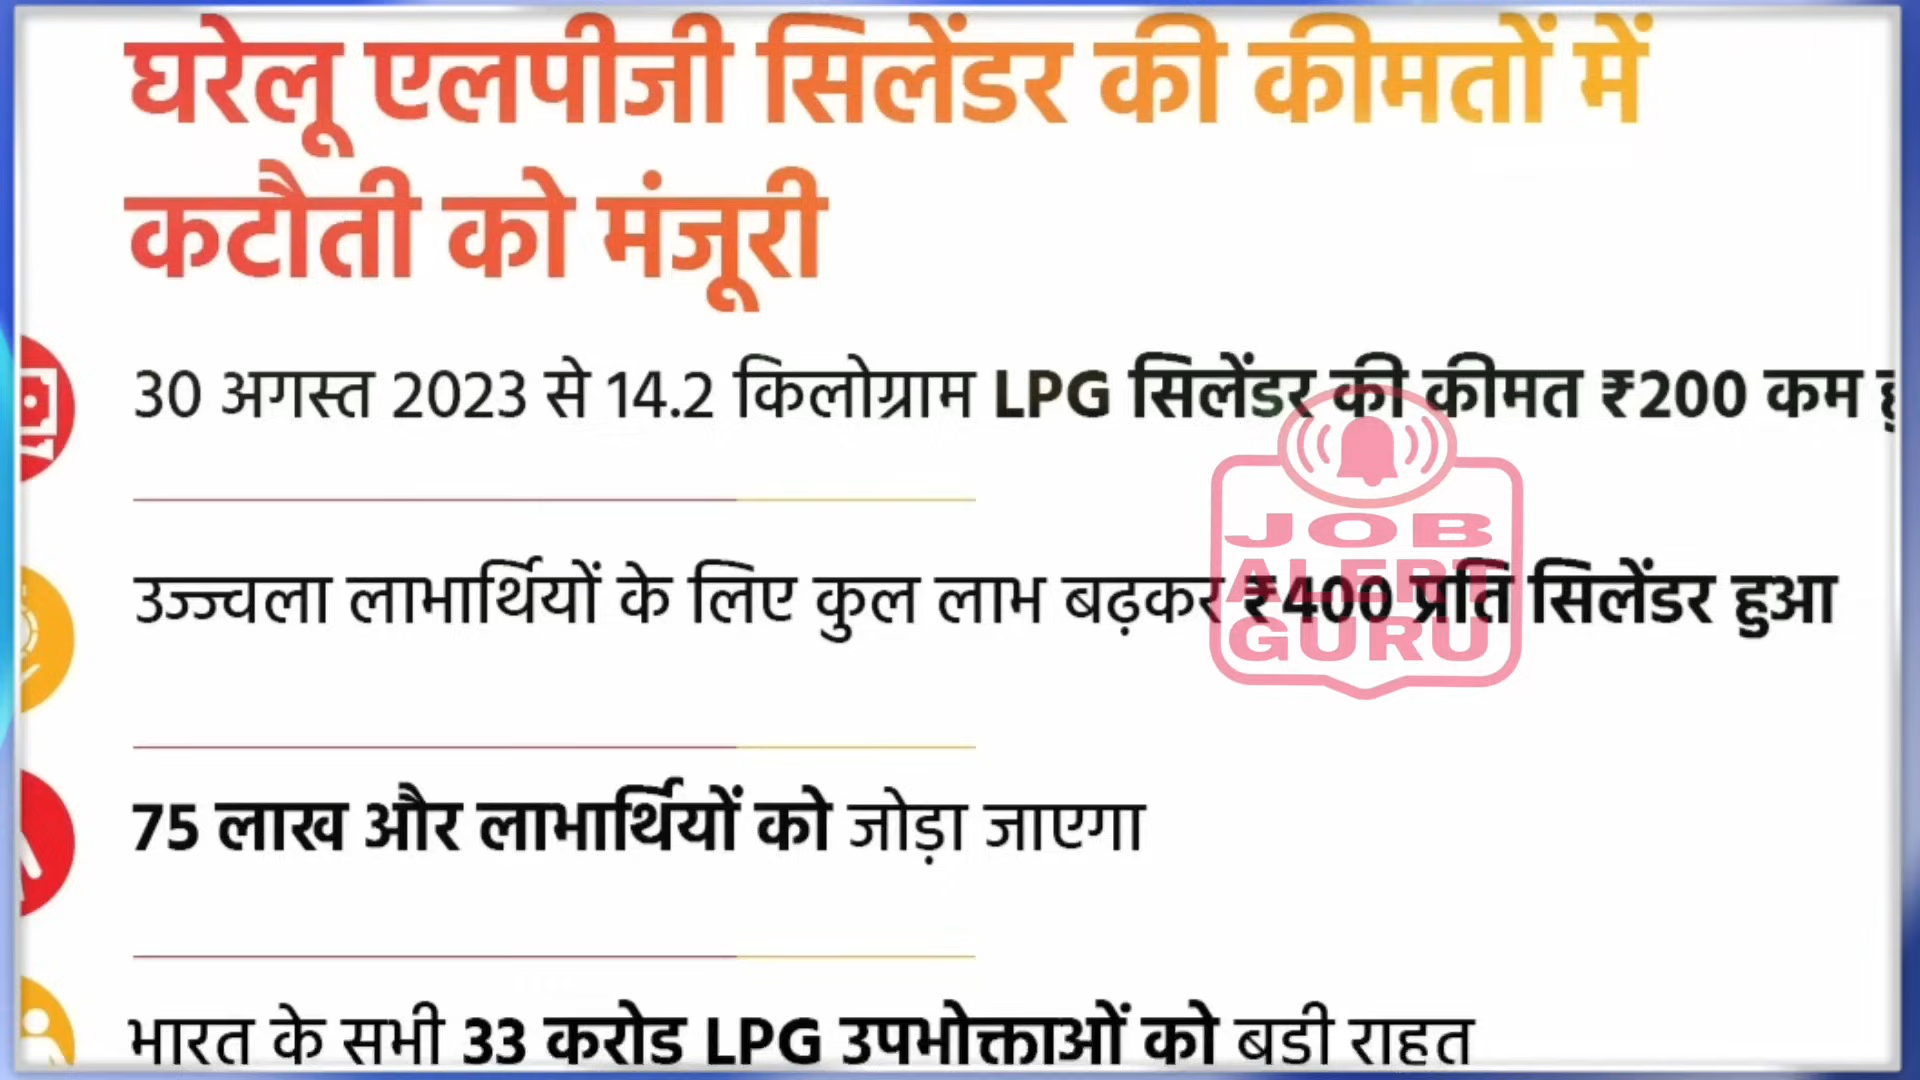 घरेलू एलपीजी सिलेंडर की कीमतों में
कटौती को मंजूरी
30 अगस्त 2023 से 14.2 किलोग्राम LPG सिलेंडर की कीमत ₹200 कम
उज्ज्वला लाभार्थियों के लिए कुल लाभ बढ़कर ₹400 प्रति सिलेंडर हुआ
JOB
ALERT
GURU
75 लाख और लाभार्थियों को जोड़ा जाएगा
भारत के सभी 33 करोड LPG उपभोक्ताओं को बडी राहत